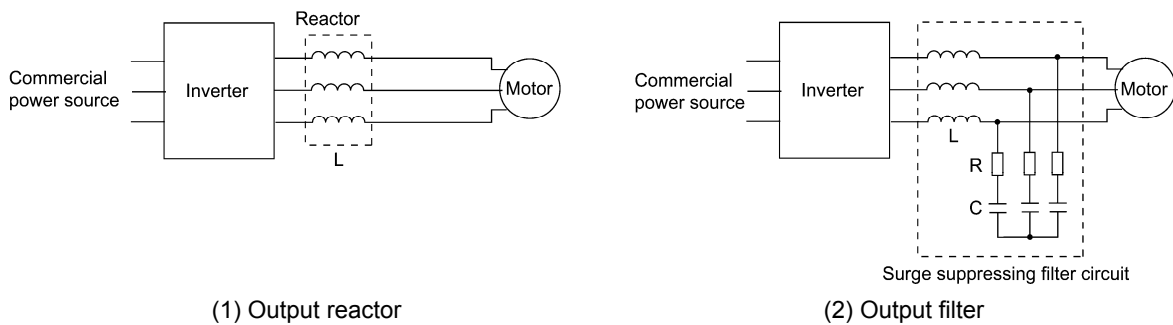 Reactor
Commercial
power source
Inverter
Motor
L
(1) Output reactor
Commercial
power source
Inverter
Motor
L
R
C
Surge suppressing filter circuit
(2) Output filter